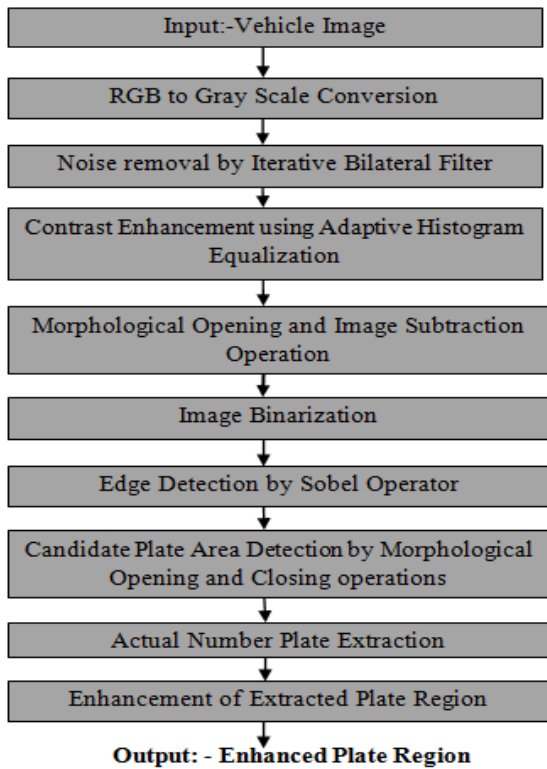 Input:-Vehicle Image
RGB to Gray Scale Conversion
Noise removal by Iterative Bilateral Filter
Contrast Enhancement using Adaptive Histogram
Equalization
Morphological Opening and Image Subtraction
Operation
Image Binarization
Edge Detection by Sobel Operator
Candidate Plate Area Detection by Morphological
Opening and Closing operations
Actual Number Plate Extraction
Enhancement of Extracted Plate Region
Output: - Enhanced Plate Region